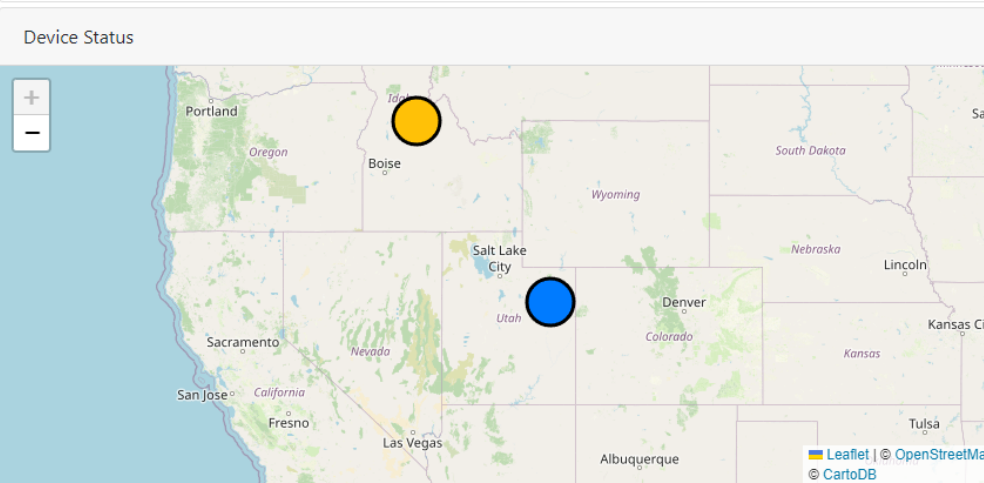 Device Status
+
−
Portland
Idah
Oregon
Boise
South Dakota
Wyoming
Salt Lake
City
Nebraska
Lincoln
Denver
Utah
Colorado
Sacramento
Nevada
Kansas Ci
Kansas
San Jose
California
Fresno
Tulsa
Las Vegas
Albuquerque
Leaflet | © OpenStreetMa
© CartoDB